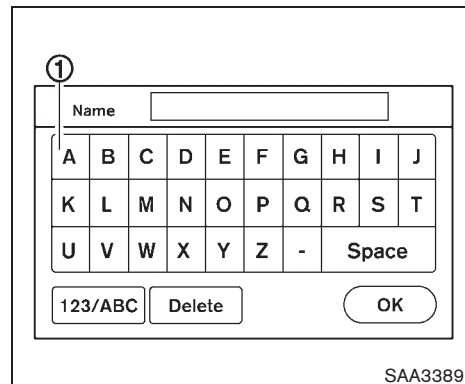 ①
Name
A B C D E F G H I J
K L M N O P Q R S T
U V W X Y Z - Space
123/ABC Delete OK
SAA3389